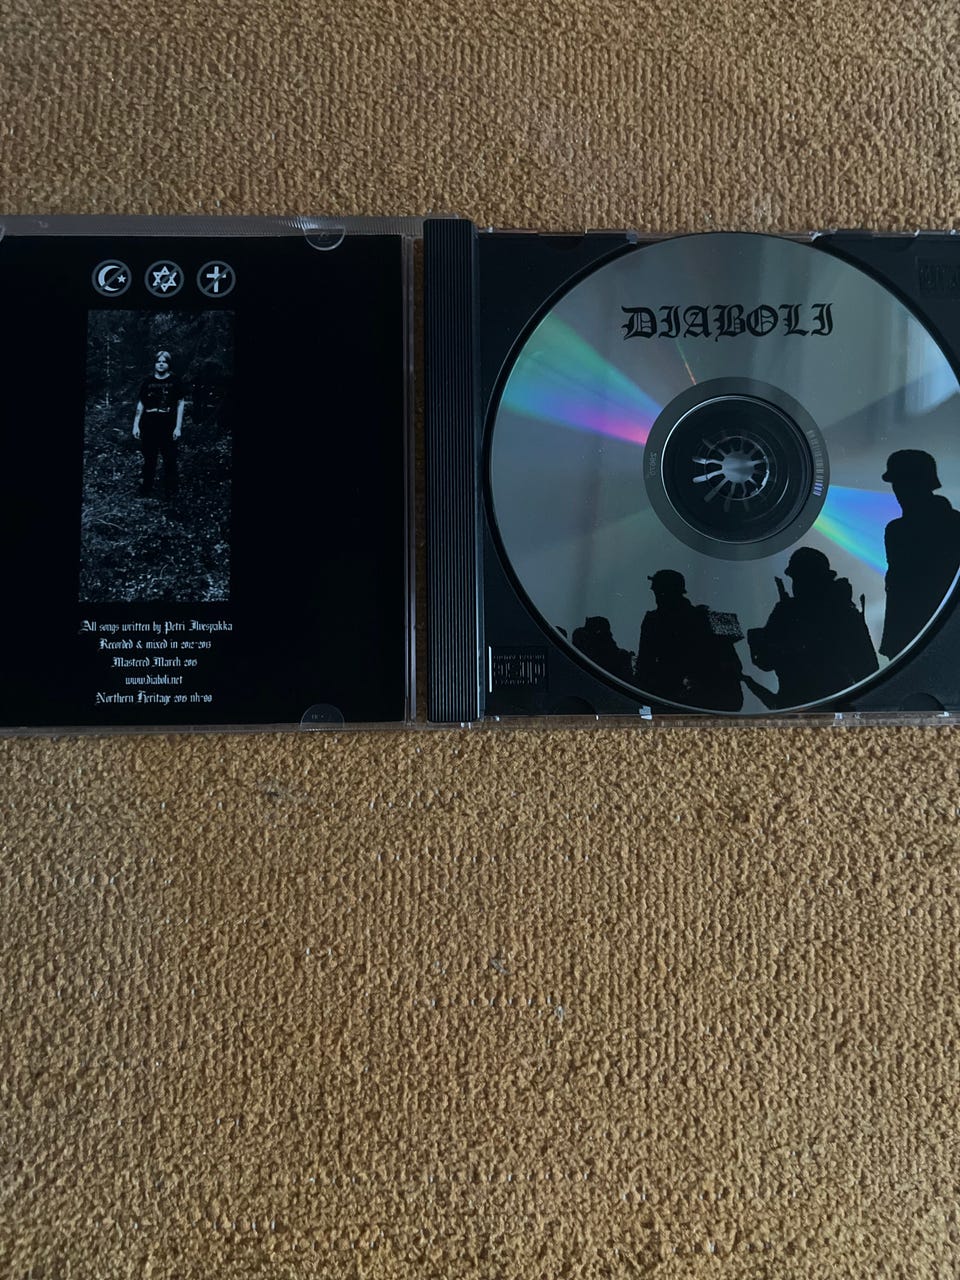 All songs written by Petri Ilvespakka
Recorded & mixed in 2012-2013
Mastered March 2015
www.diaboli.net
Northern Heritage 2015 nh-88
DIABOLI